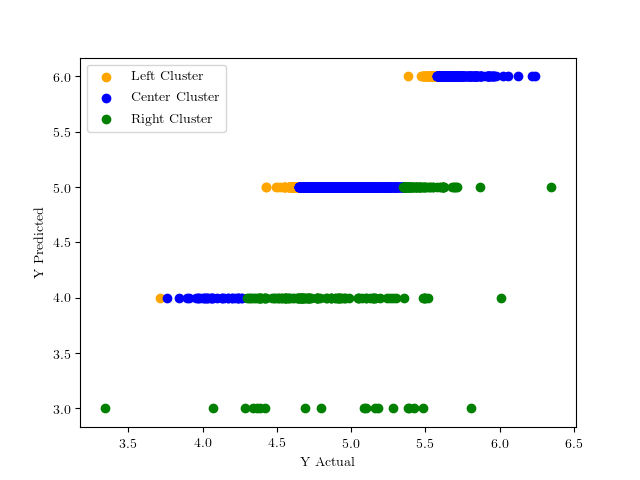 Left Cluster
Center Cluster
Right Cluster
6.0
5.5
5.0
4.5
4.0
3.5
3.0
Y Predicted
3.5 4.0 4.5 5.0 5.5 6.0 6.5
Y Actual